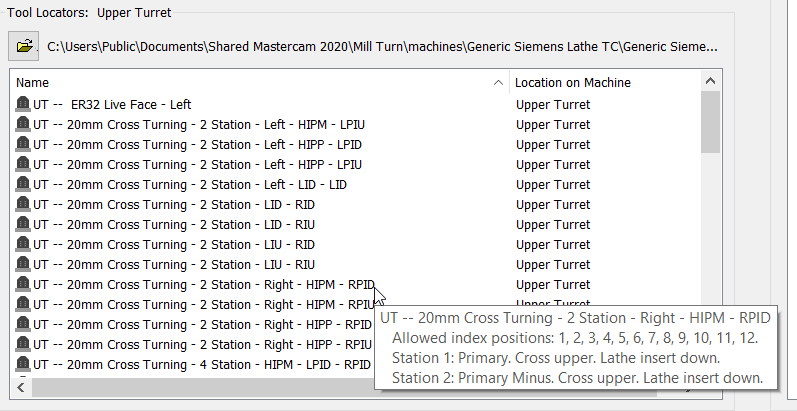 Tool Locators:  Upper Turret
C:\Users\Public\Documents\Shared Mastercam 2020\Mill Turn\machines\Generic Siemens Lathe TC\Generic Sieme...
Name Location on Machine
UT --  ER32 Live Face - Left Upper Turret
UT -- 20mm Cross Turning - 2 Station - Left - HIPM - LPIU Upper Turret
UT -- 20mm Cross Turning - 2 Station - Left - HIPP - LPID Upper Turret
UT -- 20mm Cross Turning - 2 Station - Left - HIPP - LPIU Upper Turret
UT -- 20mm Cross Turning - 2 Station - Left - LID - LID Upper Turret
UT -- 20mm Cross Turning - 2 Station - LID - RID Upper Turret
UT -- 20mm Cross Turning - 2 Station - LID - RIU Upper Turret
UT -- 20mm Cross Turning - 2 Station - LIU - RID Upper Turret
UT -- 20mm Cross Turning - 2 Station - LIU - RIU Upper Turret
UT -- 20mm Cross Turning - 2 Station - Right - HIPM - RPID Upper Turret
UT -- 20mm Cross Turning - 2 Station - Right - HIPM - RPIU Upper Turret
UT -- 20mm Cross Turning - 2 Station - Right - HIPP - RPID
UT -- 20mm Cross Turning - 2 Station - Right - HIPP - RPIU
UT -- 20mm Cross Turning - 4 Station - HIPM - LPID - RPID
UT -- 20mm Cross Turning - 2 Station - Right - HIPM - RPID
Allowed index positions: 1, 2, 3, 4, 5, 6, 7, 8, 9, 10, 11, 12.
Station 1: Primary. Cross upper. Lathe insert down.
Station 2: Primary Minus. Cross upper. Lathe insert down.